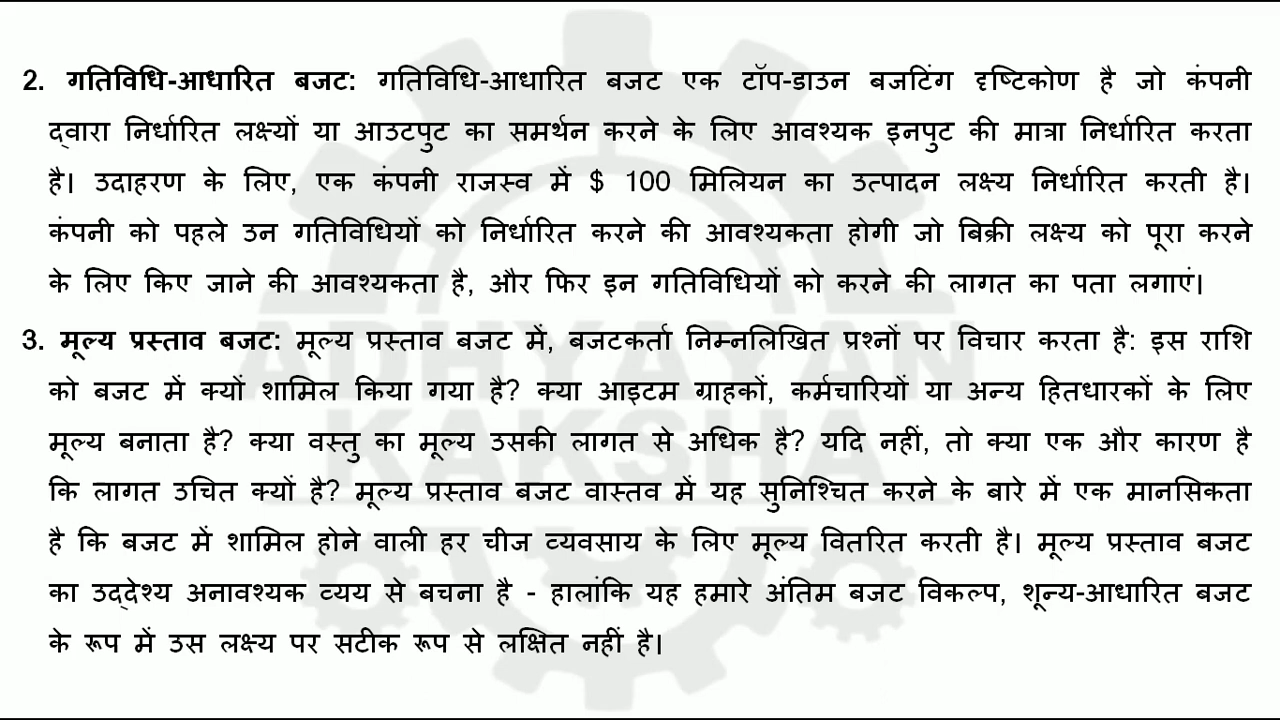 2. गतिविधि-आधारित बजट: गतिविधि-आधारित बजट एक टॉप-डाउन बजटिंग दृष्टिकोण है जो कंपनी
द्वारा निर्धारित लक्ष्यों या आउटपुट का समर्थन करने के लिए आवश्यक इनपुट की मात्रा निर्धारित करता
है। उदाहरण के लिए, एक कंपनी राजस्व में $ 100 मिलियन का उत्पादन लक्ष्य निर्धारित करती है।
कंपनी को पहले उन गतिविधियों को निर्धारित करने की आवश्यकता होगी जो बिक्री लक्ष्य को पूरा करने
के लिए किए जाने की आवश्यकता है, और फिर इन गतिविधियों को करने की लागत का पता लगाएं।
3. मूल्य प्रस्ताव बजट: मूल्य प्रस्ताव बजट में, बजटकर्ता निम्नलिखित प्रश्नों पर विचार करता है: इस राशि
को बजट में क्यों शामिल किया गया है? क्या आइटम ग्राहकों, कर्मचारियों या अन्य हितधारकों के लिए
मूल्य बनाता है? क्या वस्तु का मूल्य उसकी लागत से अधिक है? यदि नहीं, तो क्या एक और कारण है
कि लागत उचित क्यों है? मूल्य प्रस्ताव बजट वास्तव में यह सुनिश्चित करने के बारे में एक मानसिकता
है कि बजट में शामिल होने वाली हर चीज व्यवसाय के लिए मूल्य वितरित करती है। मूल्य प्रस्ताव बजट
का उद्देश्य अनावश्यक व्यय से बचना है - हालांकि यह हमारे अंतिम बजट विकल्प, शून्य-आधारित बजट
के रूप में उस लक्ष्य पर सटीक रूप से लक्षित नहीं है।
ADHYAYAN
KAKSHA